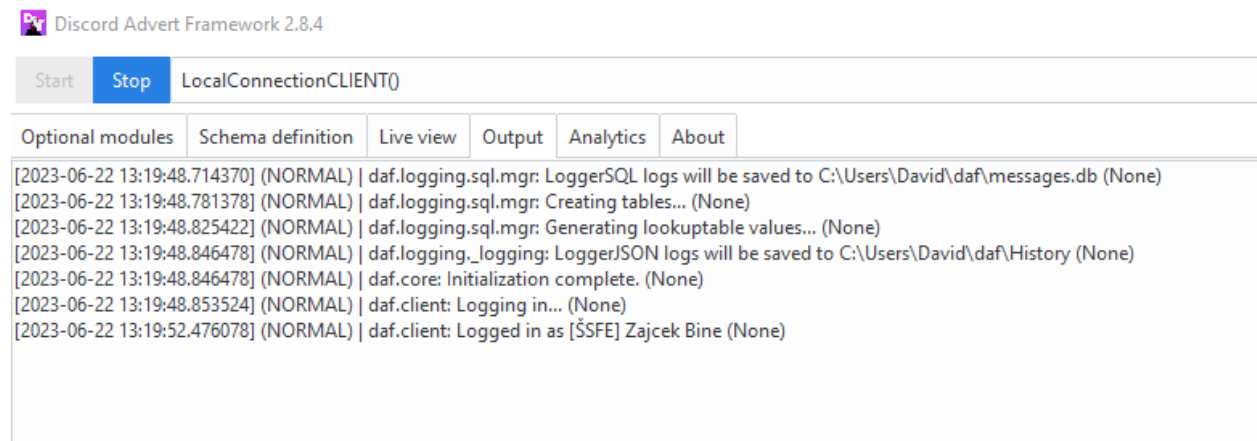 Discord Advert Framework 2.8.4
Start Stop LocalConnectionCLIENT()
Optional modules Schema definition Live view Output Analytics About
[2023-06-22 13:19:48.714370] (NORMAL) | daf.logging.sql.mgr: LoggerSQL logs will be saved to C:\Users\David\daf\messages.db (None)
[2023-06-22 13:19:48.781378] (NORMAL) | daf.logging.sql.mgr: Creating tables... (None)
[2023-06-22 13:19:48.825422] (NORMAL) | daf.logging.sql.mgr: Generating lookuptable values... (None)
[2023-06-22 13:19:48.846478] (NORMAL) | daf.logging._logging: LoggerJSON logs will be saved to C:\Users\David\daf\History (None)
[2023-06-22 13:19:48.846478] (NORMAL) | daf.core: Initialization complete. (None)
[2023-06-22 13:19:48.853524] (NORMAL) | daf.client: Logging in... (None)
[2023-06-22 13:19:52.476078] (NORMAL) | daf.client: Logged in as [ŠSFE] Zajcek Bine (None)